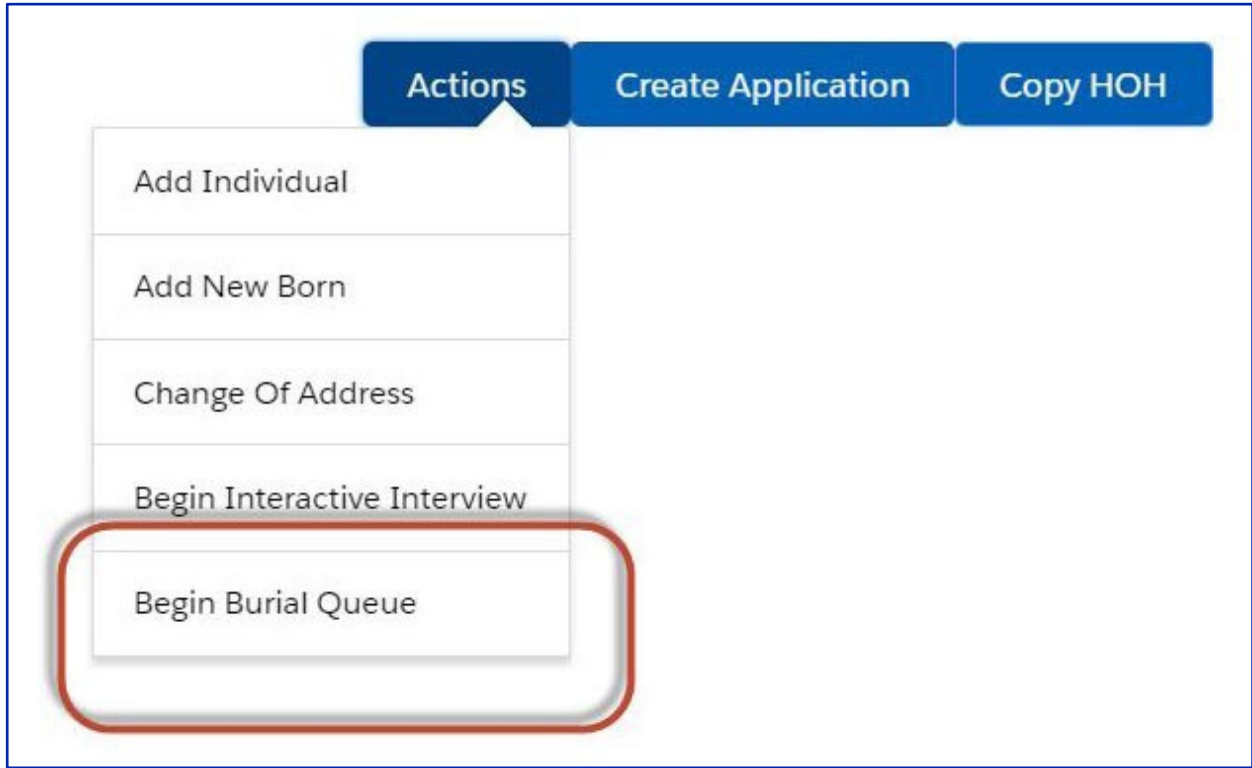 Actions Create Application Copy HOH
Add Individual
Add New Born
Change Of Address
Begin Interactive Interview
Begin Burial Queue